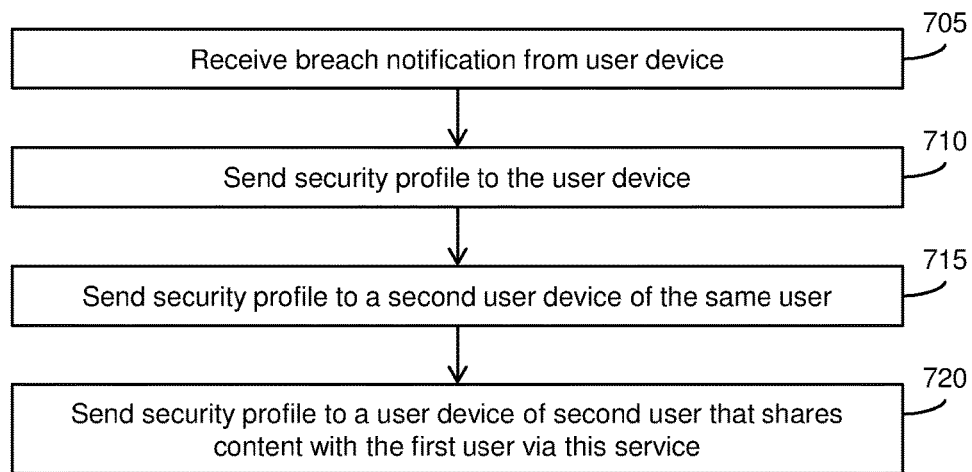 705
Receive breach notification from user device
710
Send security profile to the user device
715
Send security profile to a second user device of the same user
720
Send security profile to a user device of second user that shares
content with the first user via this service